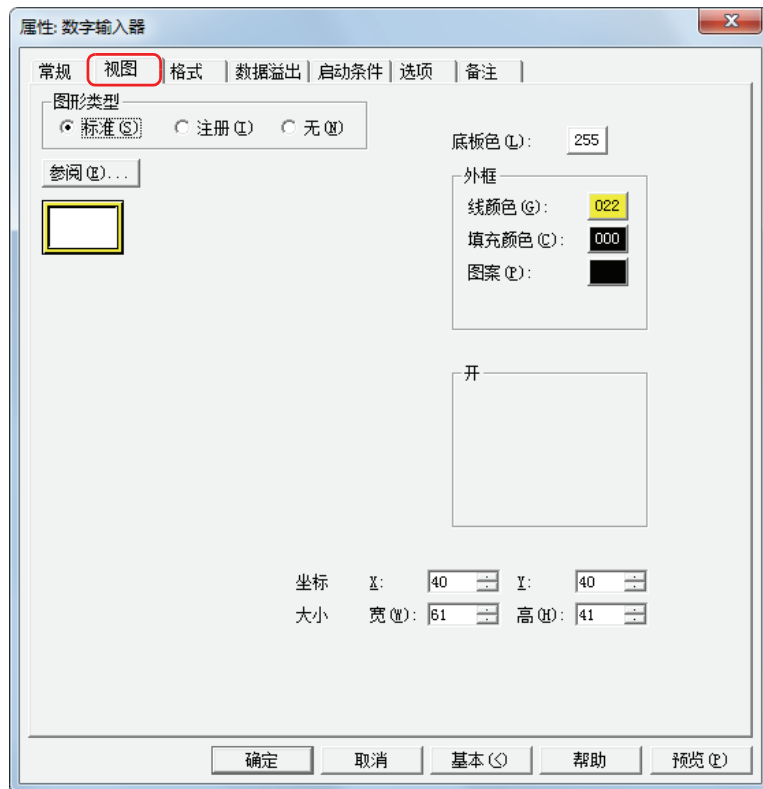 属性: 数字输入器
x
常规 视图 格式 数据溢出 启动条件 选项 备注
图形类型
标准(S) 注册(I) 无(N)
底板色(L): 255
参阅(E)...
外框
线颜色(G): 022
填充颜色(C): 000
图案(P):
开
坐标 X: 40 Y: 40
大小 宽(W): 61 高(H): 41
确定 取消 基本(<) 帮助 预览(P)